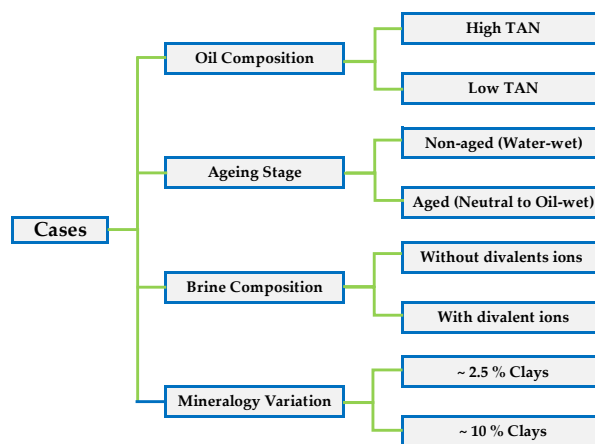 Cases
Oil Composition
High TAN
Low TAN
Ageing Stage
Non-aged (Water-wet)
Aged (Neutral to Oil-wet)
Brine Composition
Without divalents ions
With divalent ions
Mineralogy Variation
~ 2.5 % Clays
~ 10 % Clays